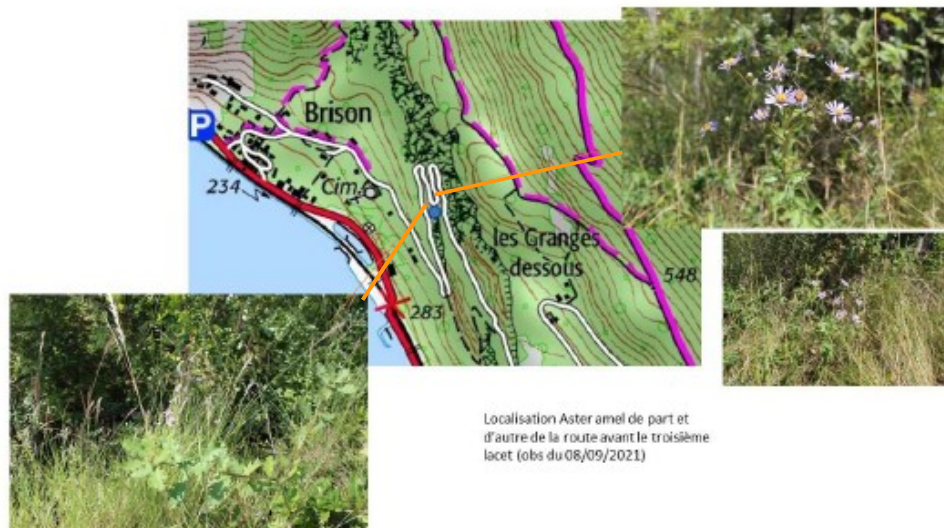 P
Brison
234
Cim.
les Granges
dessous
548
283
Localisation Aster amel de part et
d'autre de la route avant le troisième
lacet (obs du 08/09/2021)